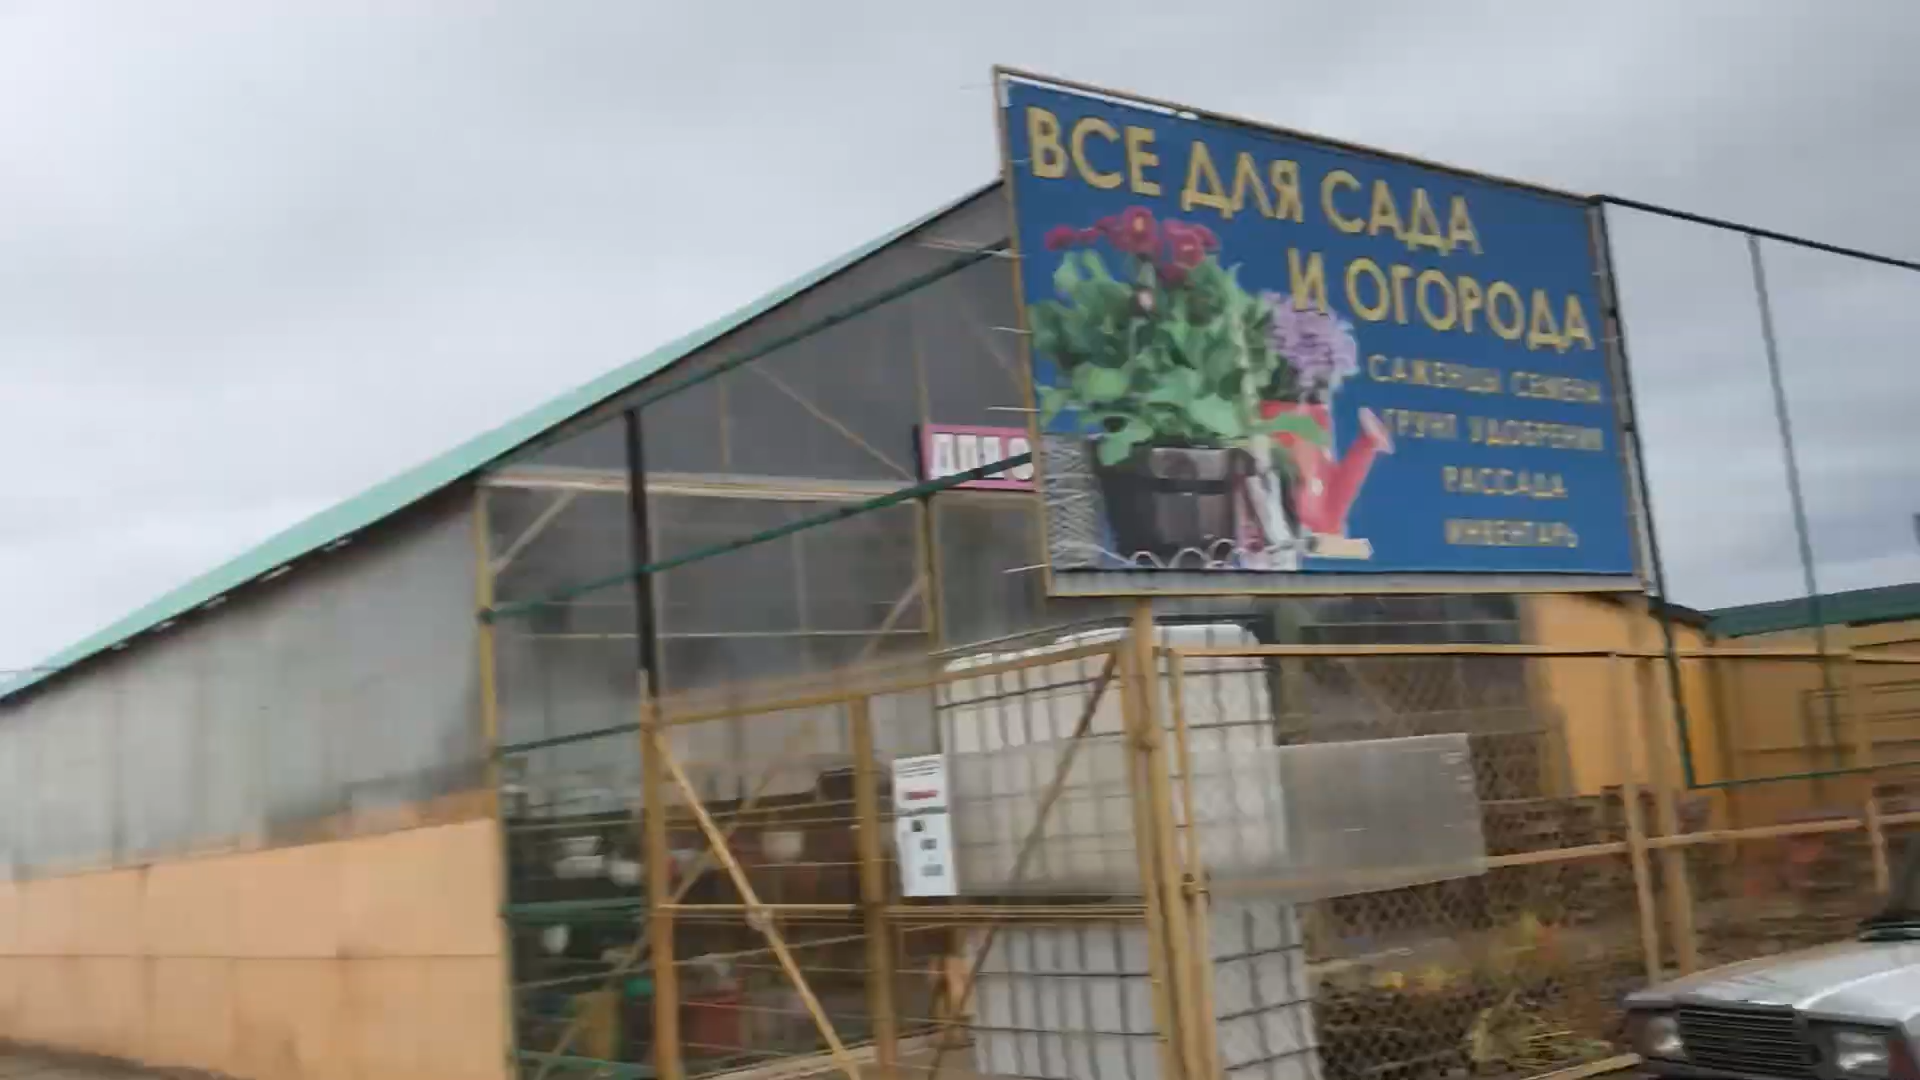 ВСЕ ДЛЯ САДА
И ОГОРОДА
САЖЕНЦЫ СЕМЕНА
ГРУНТ УДОБРЕНИЯ
РАССАДА
ИНВЕНТАРЬ